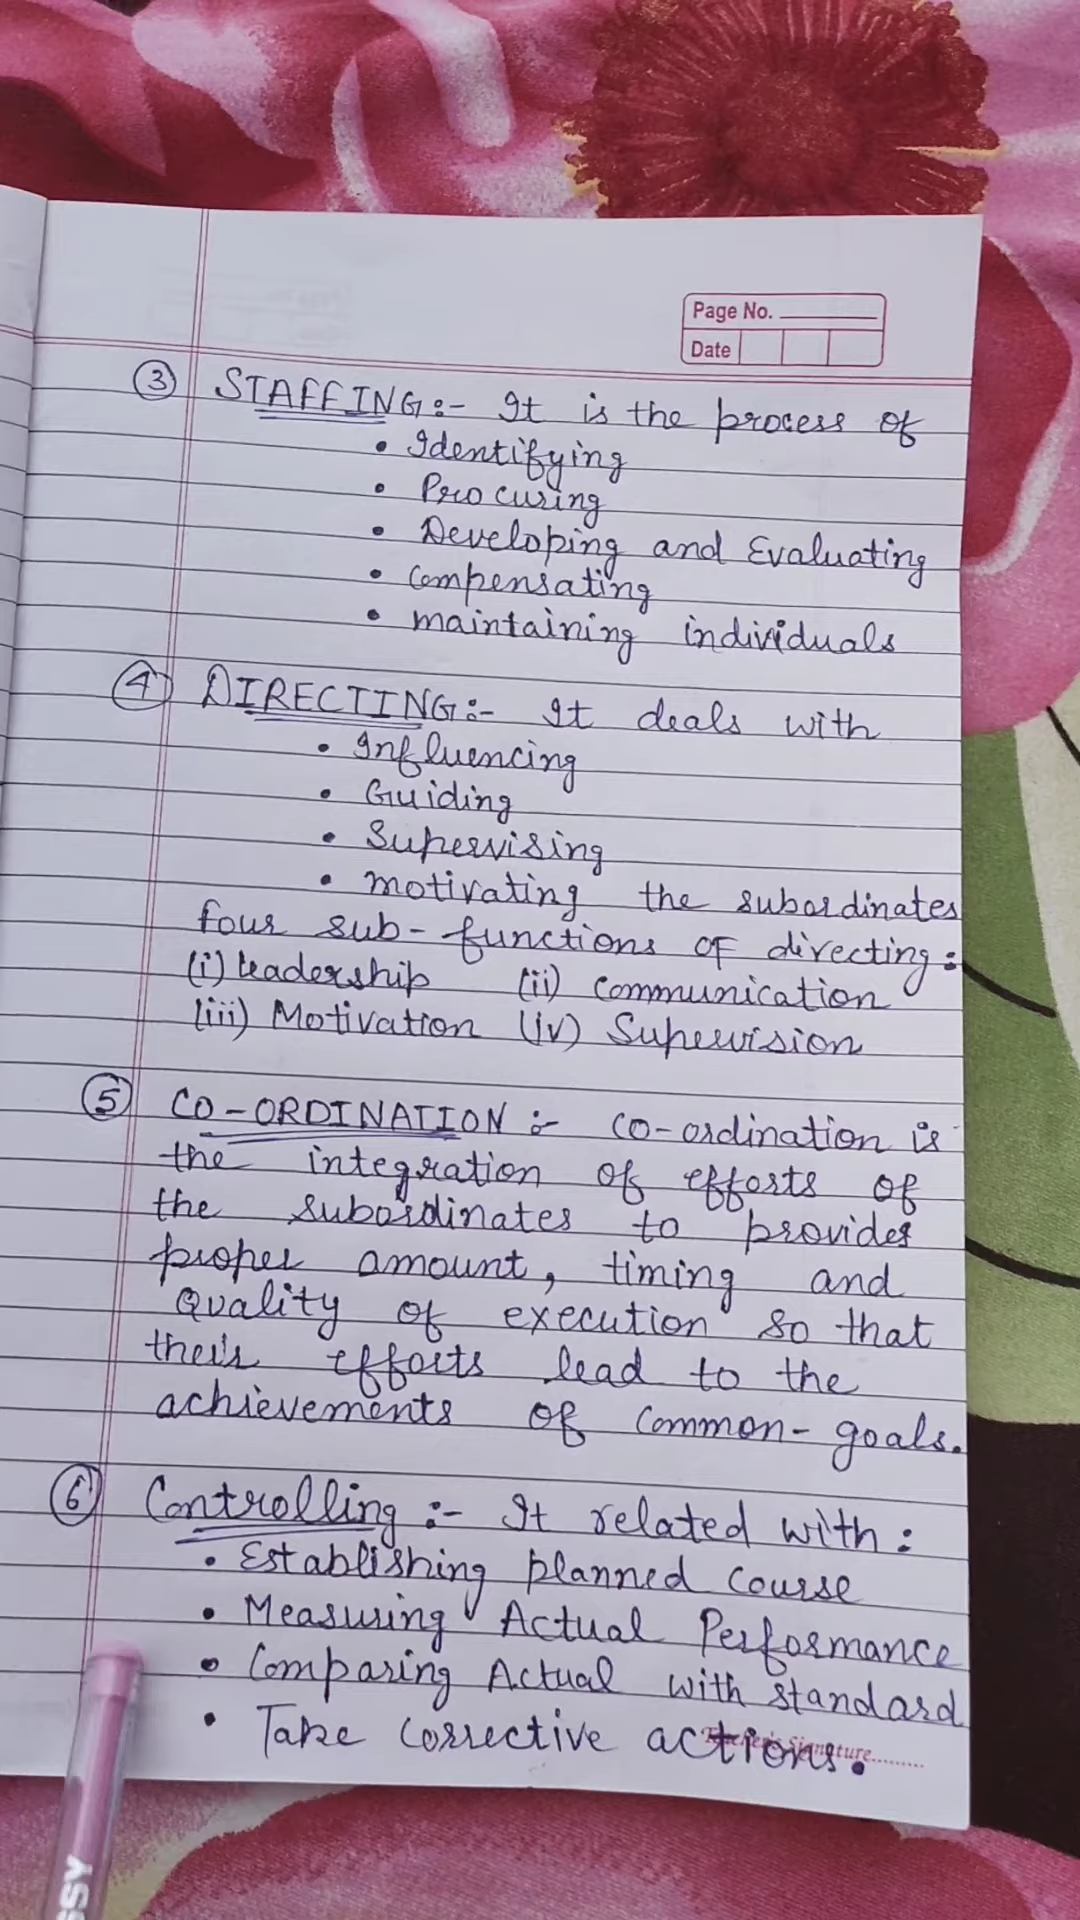 Page No.
Date
③ STAFFING:- It is the process of
• Identifying
• Procuring
• Developing and Evaluating
• Compensating
• maintaining individuals
④ DIRECTING:- It deals with
• Influencing
• Guiding
• Supervising
• motivating the subordinates
four sub-functions of directing:
(i) leadership (ii) Communication
(iii) Motivation (iv) Supervision
⑤ CO-ORDINATION :- Co-ordination is
the integration of efforts of
the subordinates to provides
proper amount, timing and
Quality of execution so that
their efforts lead to the
achievements of common-goals.
⑥ Controlling :- It related with:
• Establishing planned course
• Measuring Actual Performance
• Comparing Actual with standard
• Take corrective actions.
Teacher's Signature.........
SSY